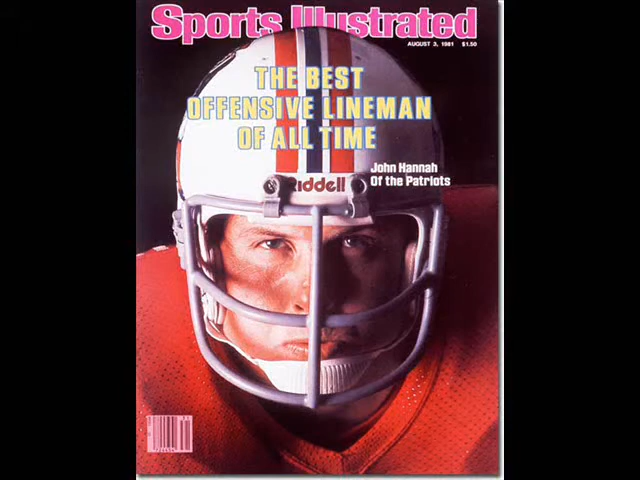 Sports Illustrated
AUGUST 3, 1981 $1.50
THE BEST
OFFENSIVE LINEMAN
OF ALL TIME
John Hannah
Of the Patriots
Riddell